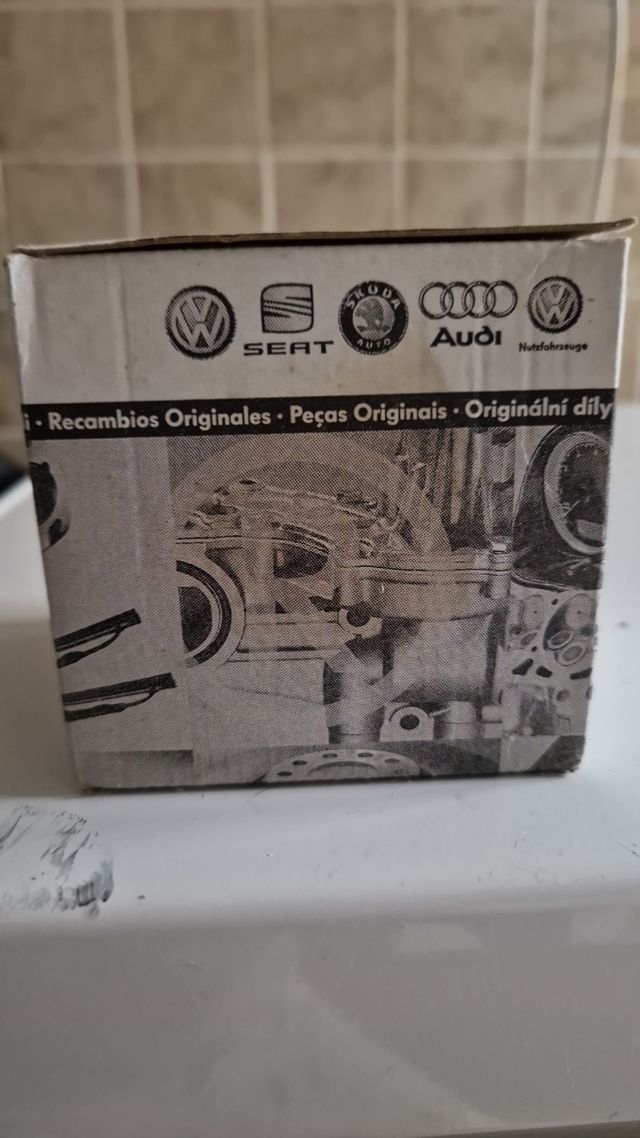 SEAT
ŠKODA
AUTO
Audi
Nutzfahrzeuge
i · Recambios Originales · Peças Originais · Originální díly